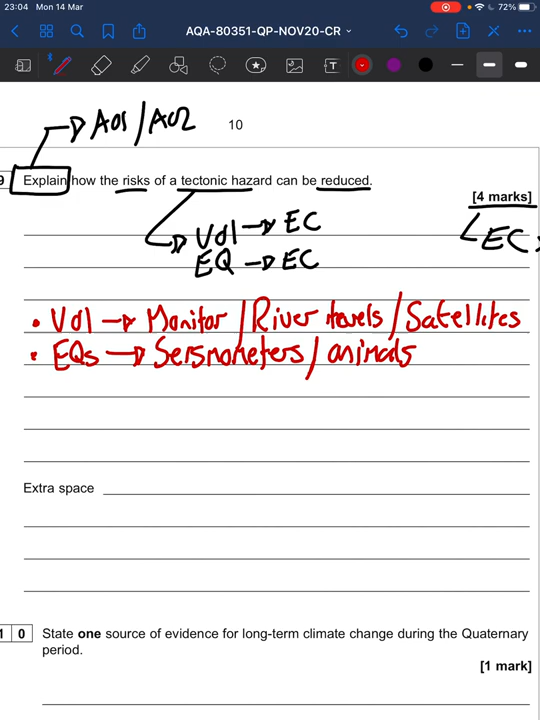 23:04 Mon 14 Mar 72%
AQA-80351-QP-NOV20-CR
T
→ AO1/AO2 10
9 Explain how the risks of a tectonic hazard can be reduced.
[4 marks]
Vol → EC
EC
EQ → EC
• Vol → Monitor / River levels / Satellites
• EQs → Seismometers / animals
Extra space
1 0 State one source of evidence for long-term climate change during the Quaternary
period.
[1 mark]